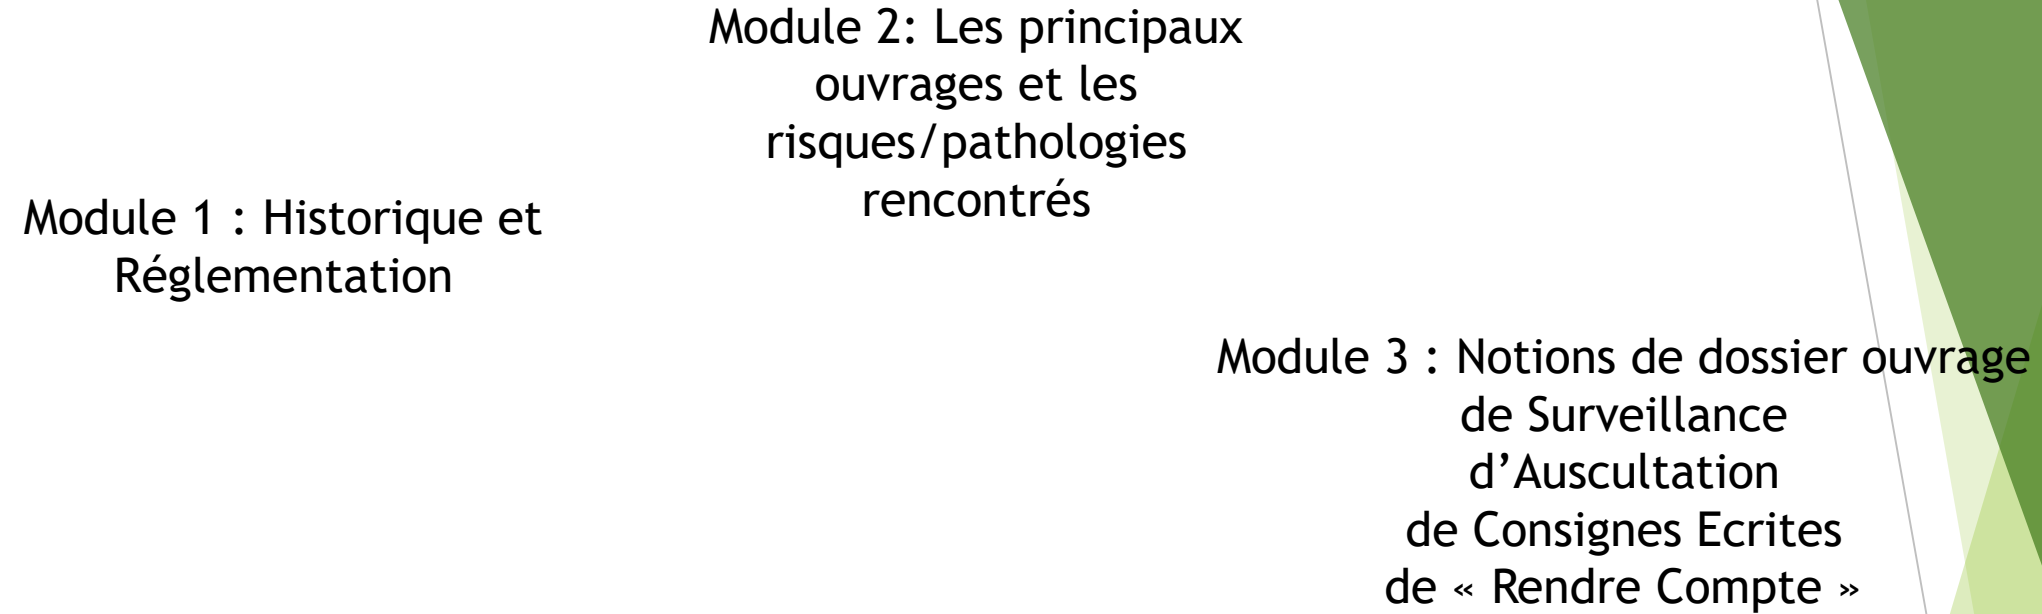 Module 1 : Historique et
Réglementation
Module 2: Les principaux
ouvrages et les
risques/pathologies
rencontrés
Module 3 : Notions de dossier ouvrage
de Surveillance
d’Auscultation
de Consignes Ecrites
de « Rendre Compte »